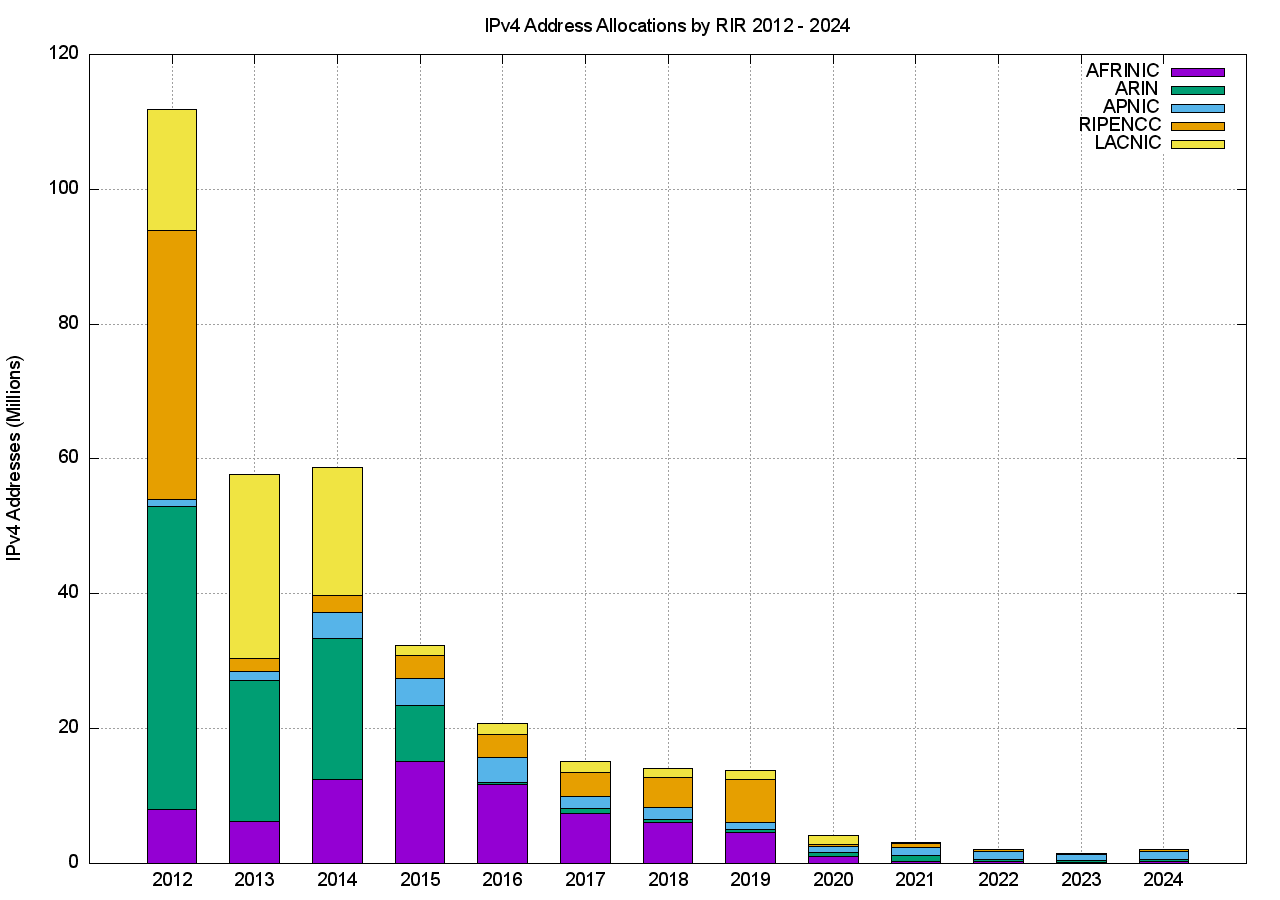 IPv4 Address Allocations by RIR 2012 - 2024
120
100
80
60
40
20
0
IPv4 Addresses (Millions)
AFRINIC
ARIN
APNIC
RIPENCC
LACNIC
2012 2013 2014 2015 2016 2017 2018 2019 2020 2021 2022 2023 2024